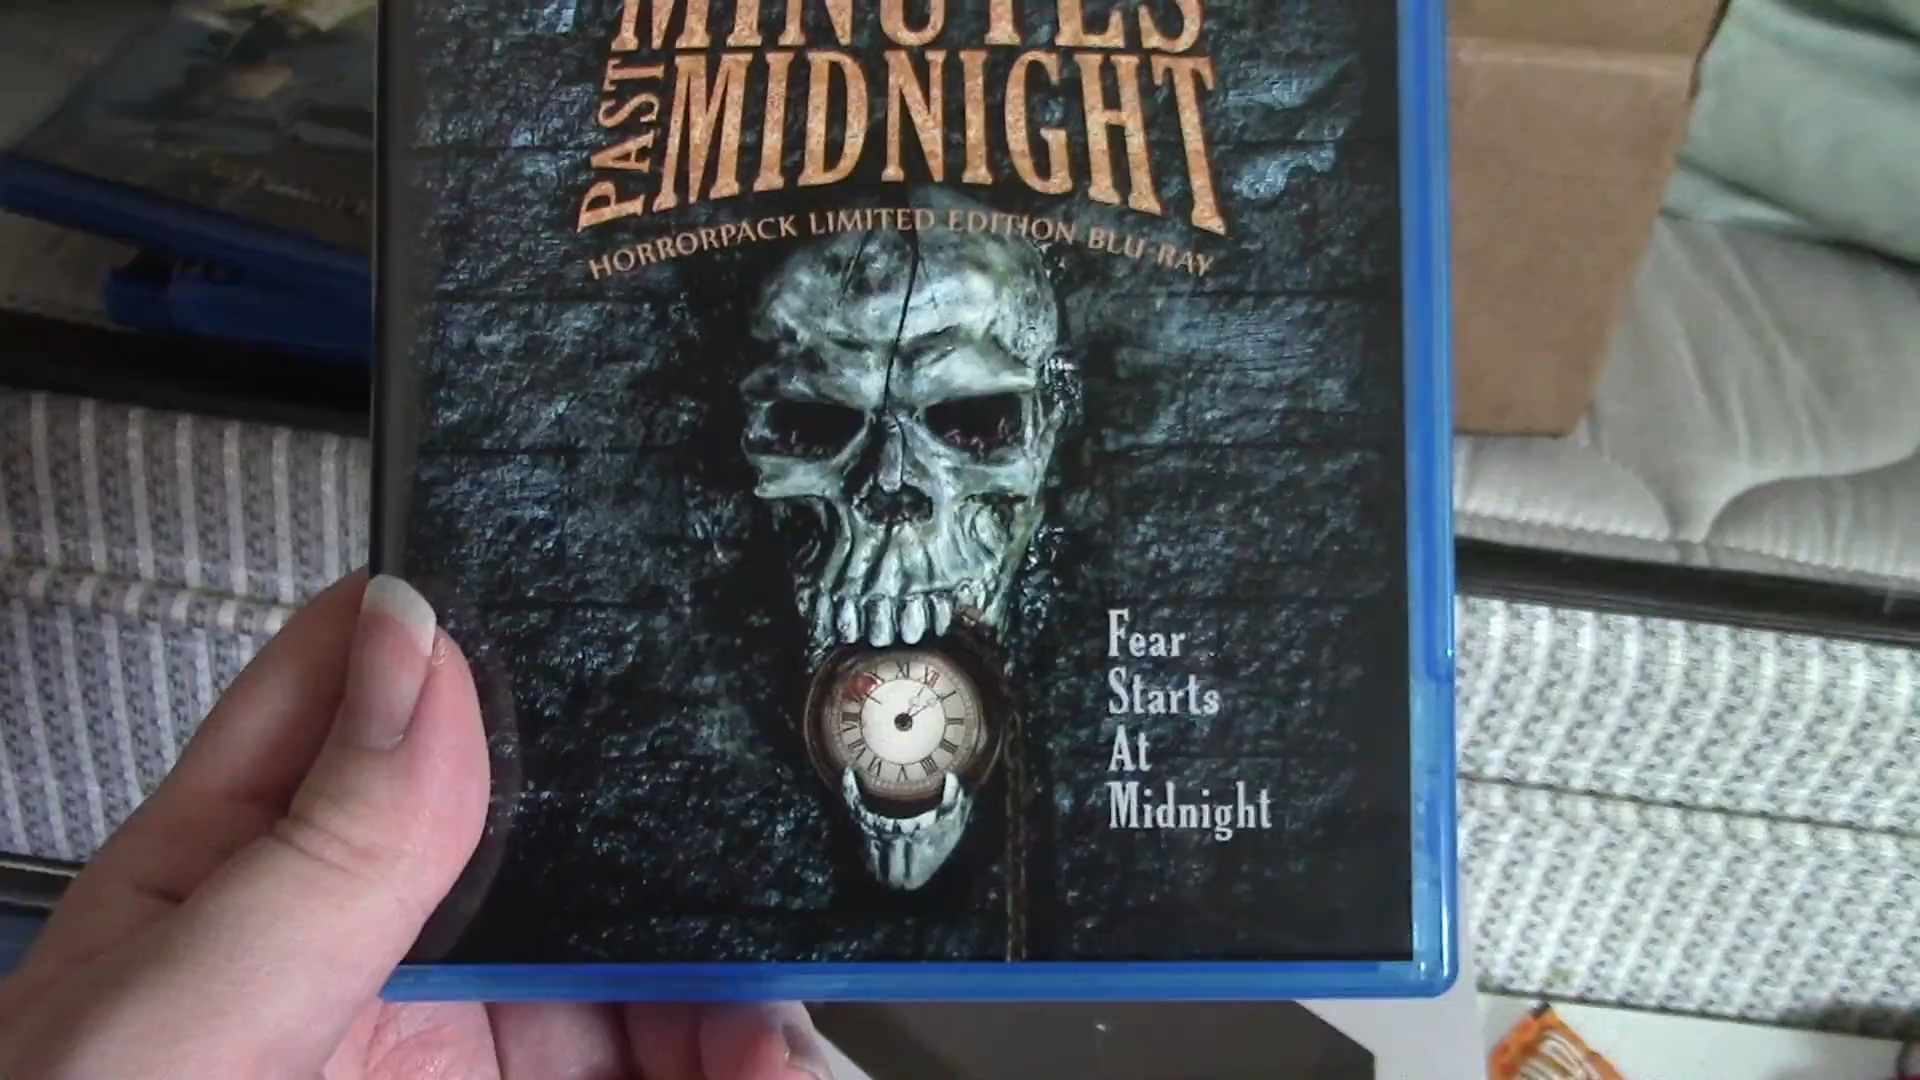 MINUTES
PAST
MIDNIGHT
HORRORPACK LIMITED EDITION BLU-RAY
Fear
Starts
At
Midnight